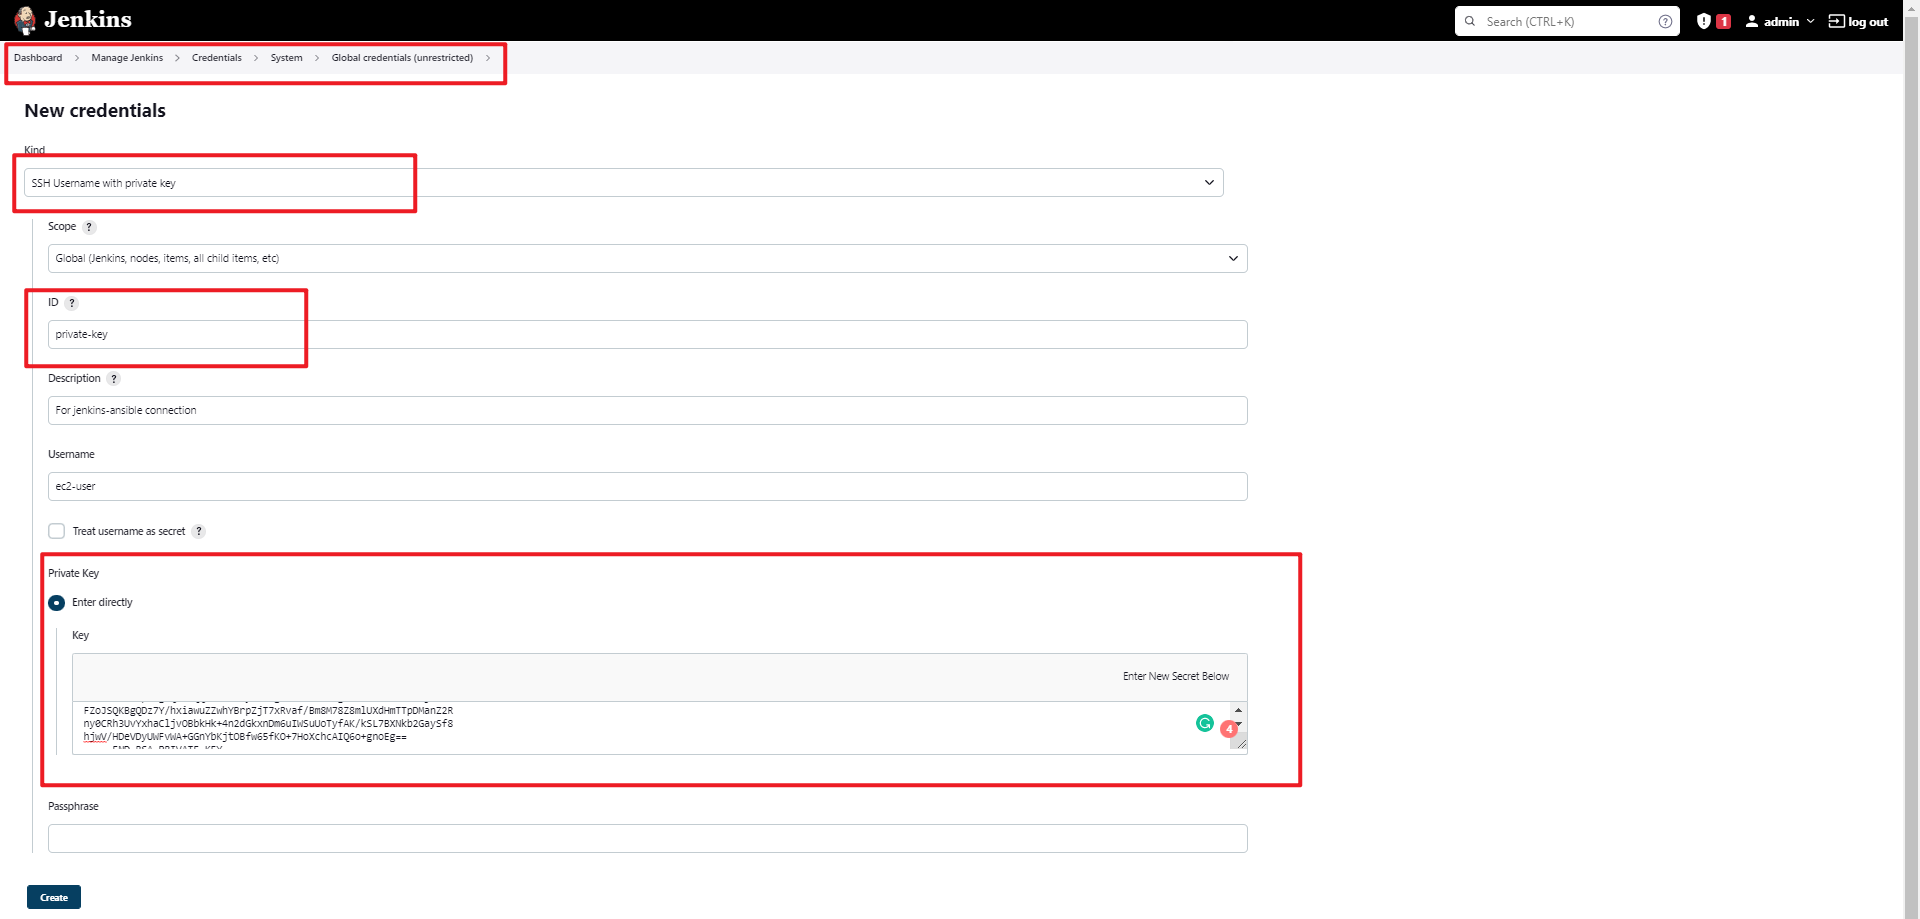 Jenkins
Search (CTRL+K)
?
1
admin
log out
Dashboard
Manage Jenkins
Credentials
System
Global credentials (unrestricted)
New credentials
Kind
SSH Username with private key
Scope ?
Global (Jenkins, nodes, items, all child items, etc)
ID ?
private-key
Description ?
For jenkins-ansible connection
Username
ec2-user
Treat username as secret ?
Private Key
Enter directly
Key
Enter New Secret Below
FZoJSQKBgQDz7Y/hxiawuZZwhYBrpZjT7xRvaf/Bm8M78Z8mlUXdHmTTpDManZ2R
ny0CRh3UvYxhaCljvOBbkHk+4n2dGkxnDm6uIWSuUoTyfAK/kSL7BXNkb2GaySf8
hjwV/HDeVDyUWFvWA+GGnYbKjtOBfw65fKO+7HoXchcAIQ6o+gnoEg==
4
Passphrase
Create